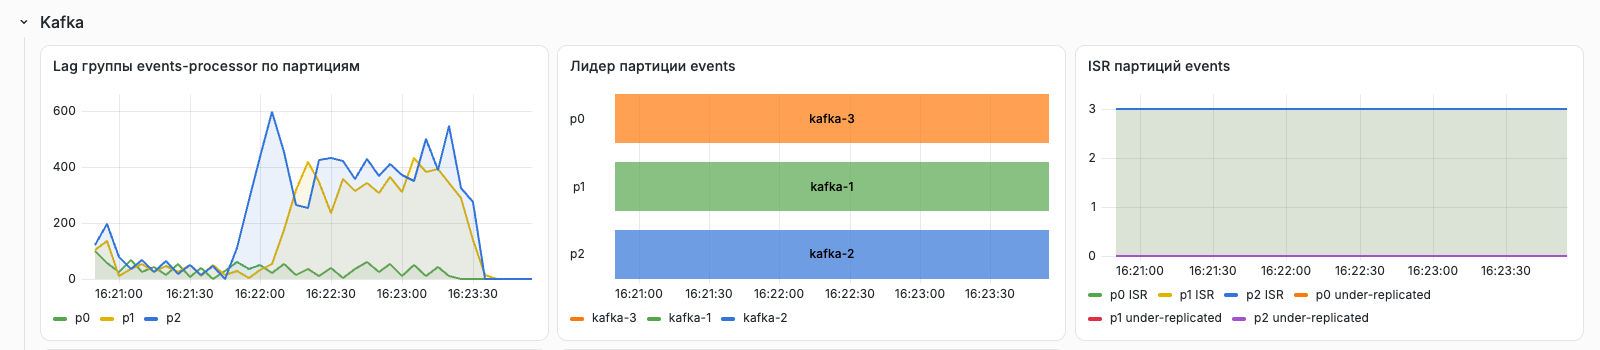 Kafka
Lag группы events-processor по партициям
600
400
200
0
16:21:00 16:21:30 16:22:00 16:22:30 16:23:00 16:23:30
p0 p1 p2
Лидер партиции events
p0 kafka-3
p1 kafka-1
p2 kafka-2
16:21:00 16:21:30 16:22:00 16:22:30 16:23:00 16:23:30
kafka-3 kafka-1 kafka-2
ISR партиций events
3
2
1
0
16:21:00 16:21:30 16:22:00 16:22:30 16:23:00 16:23:30
p0 ISR p1 ISR p2 ISR p0 under-replicated
p1 under-replicated p2 under-replicated